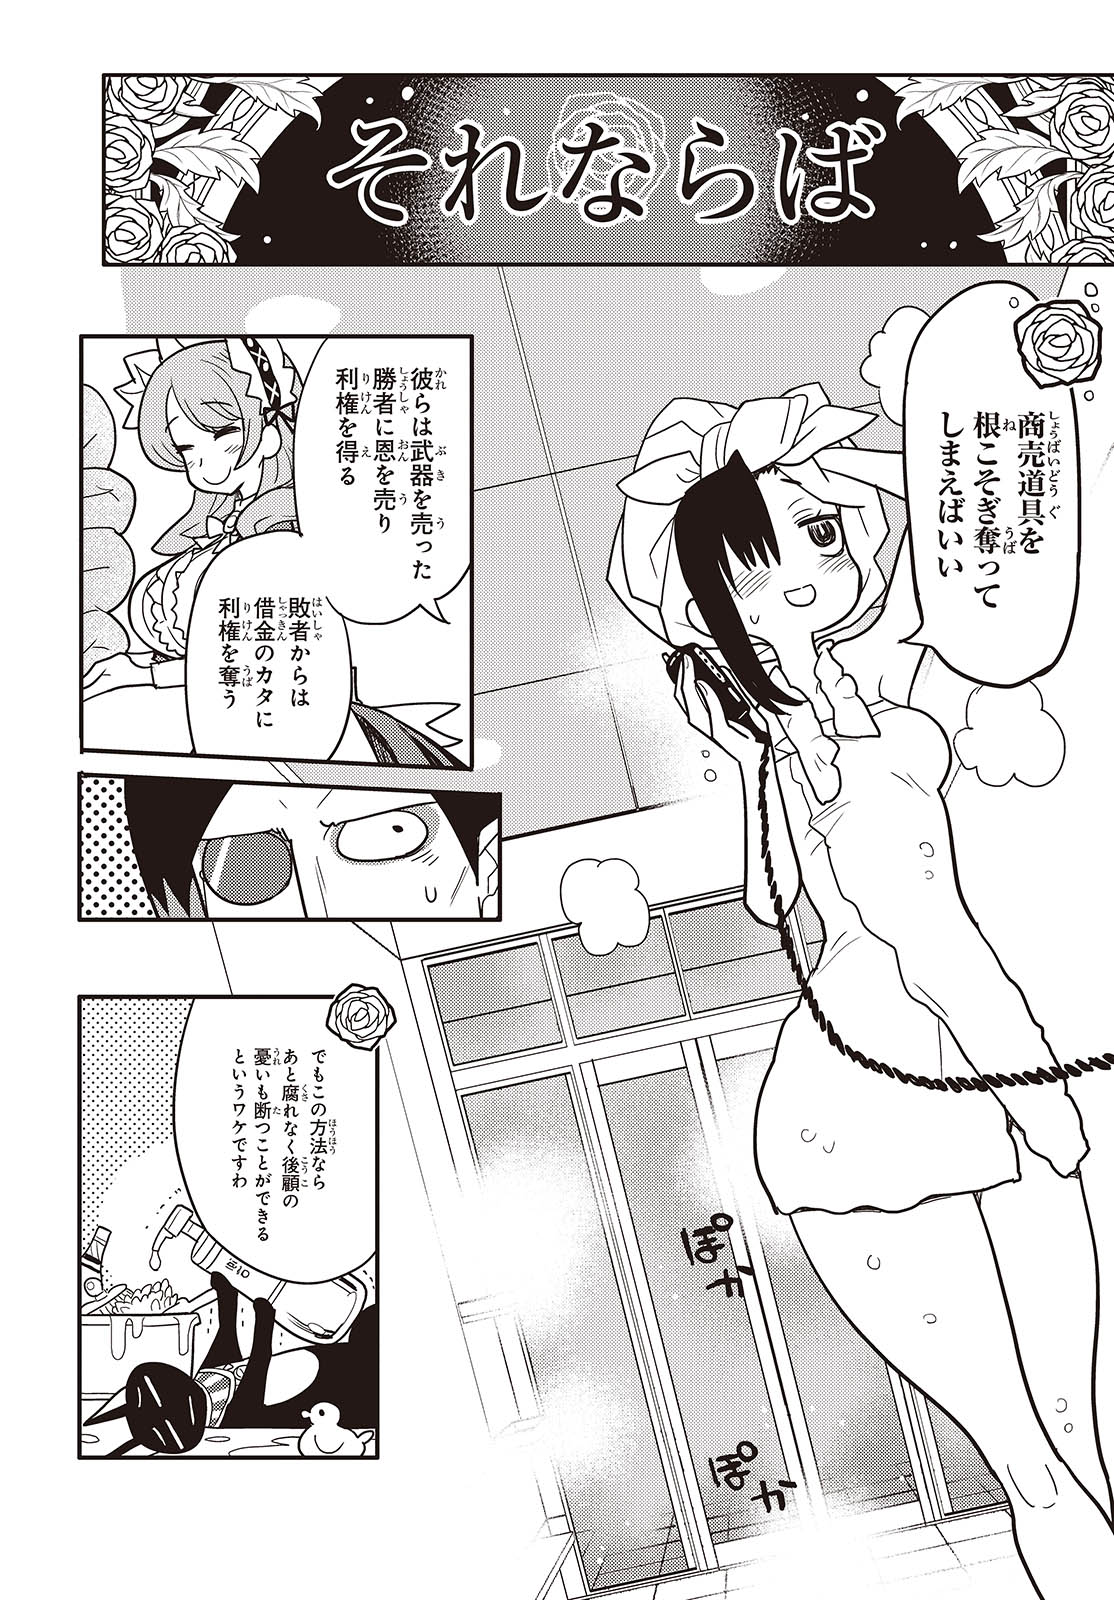 それならば
商売道具を
根こそぎ奪って
しまえばいい
彼らは武器を売った
勝者に恩を売り
利権を得る
敗者からは
借金のカタに
利権を奪う
でもこの方法なら
あと腐れなく後顧の
憂いも断つことができる
というワケですわ
ぽか
ぽか